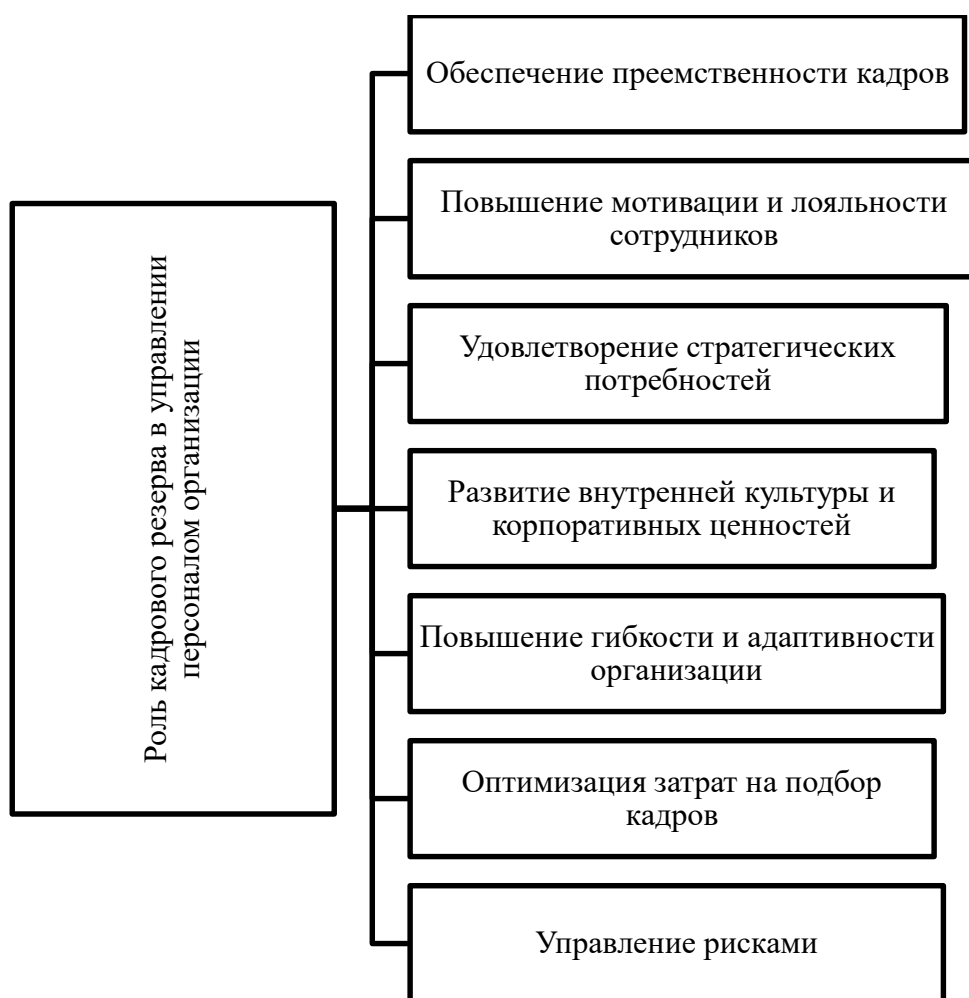 Роль кадрового резерва в управлении
персоналом организации
Обеспечение преемственности кадров
Повышение мотивации и лояльности
сотрудников
Удовлетворение стратегических
потребностей
Развитие внутренней культуры и
корпоративных ценностей
Повышение гибкости и адаптивности
организации
Оптимизация затрат на подбор
кадров
Управление рисками